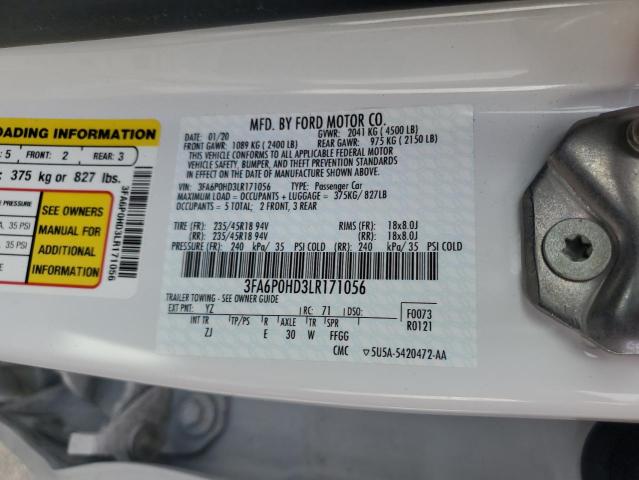 OADING INFORMATION
: 5 FRONT: 2 REAR: 3
: 375 kg or 827 lbs.
A, 35 PSI
A, 35 PSI
SEE OWNERS
MANUAL FOR
ADDITIONAL
INFORMATION
3FA6P0HD3LR171056
MFD. BY FORD MOTOR CO.
01/20 GVWR: 2041 KG ( 4500 LB)
FRONT GAWR: 1089 KG ( 2400 LB) REAR GAWR: 975 KG ( 2150 LB)
THIS VEHICLE CONFORMS TO ALL APPLICABLE FEDERAL MOTOR
VEHICLE SAFETY, BUMPER, AND THEFT PREVENTION STANDARDS
IN EFFECT ON THE DATE OF MANUFACTURE SHOWN ABOVE.
VIN: 3FA6P0HD3LR171056 TYPE: Passenger Car
MAXIMUM LOAD = OCCUPANTS + LUGGAGE = 375KG/827LB
OCCUPANTS = 5 TOTAL; 2 FRONT, 3 REAR
TIRE (FR): 235/45R18 94V RIMS (FR): 18x8.0J
(RR): 235/45R18 94V (RR): 18x8.0J
PRESSURE (FR): 240 kPa/ 35 PSI COLD (RR): 240 kPa/ 35 PSI COLD
3FA6P0HD3LR171056
TRAILER TOWING - SEE OWNER GUIDE
EXT PNT: YZ RC: 71 DSO: F0073
R0121
INT TR TP/PS R AXLE TR SPR
ZJ E 30 W FFGG
CMC 5U5A-5420472-AA